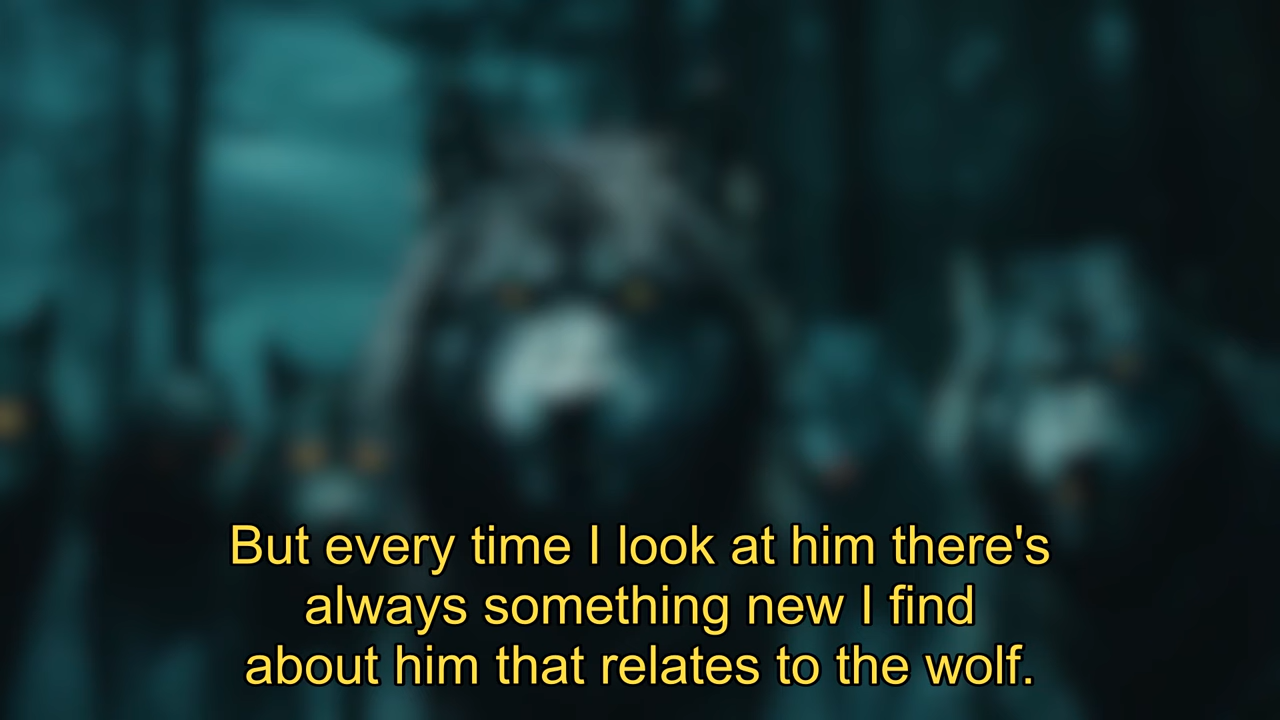 But every time I look at him there's
always something new I find
about him that relates to the wolf.